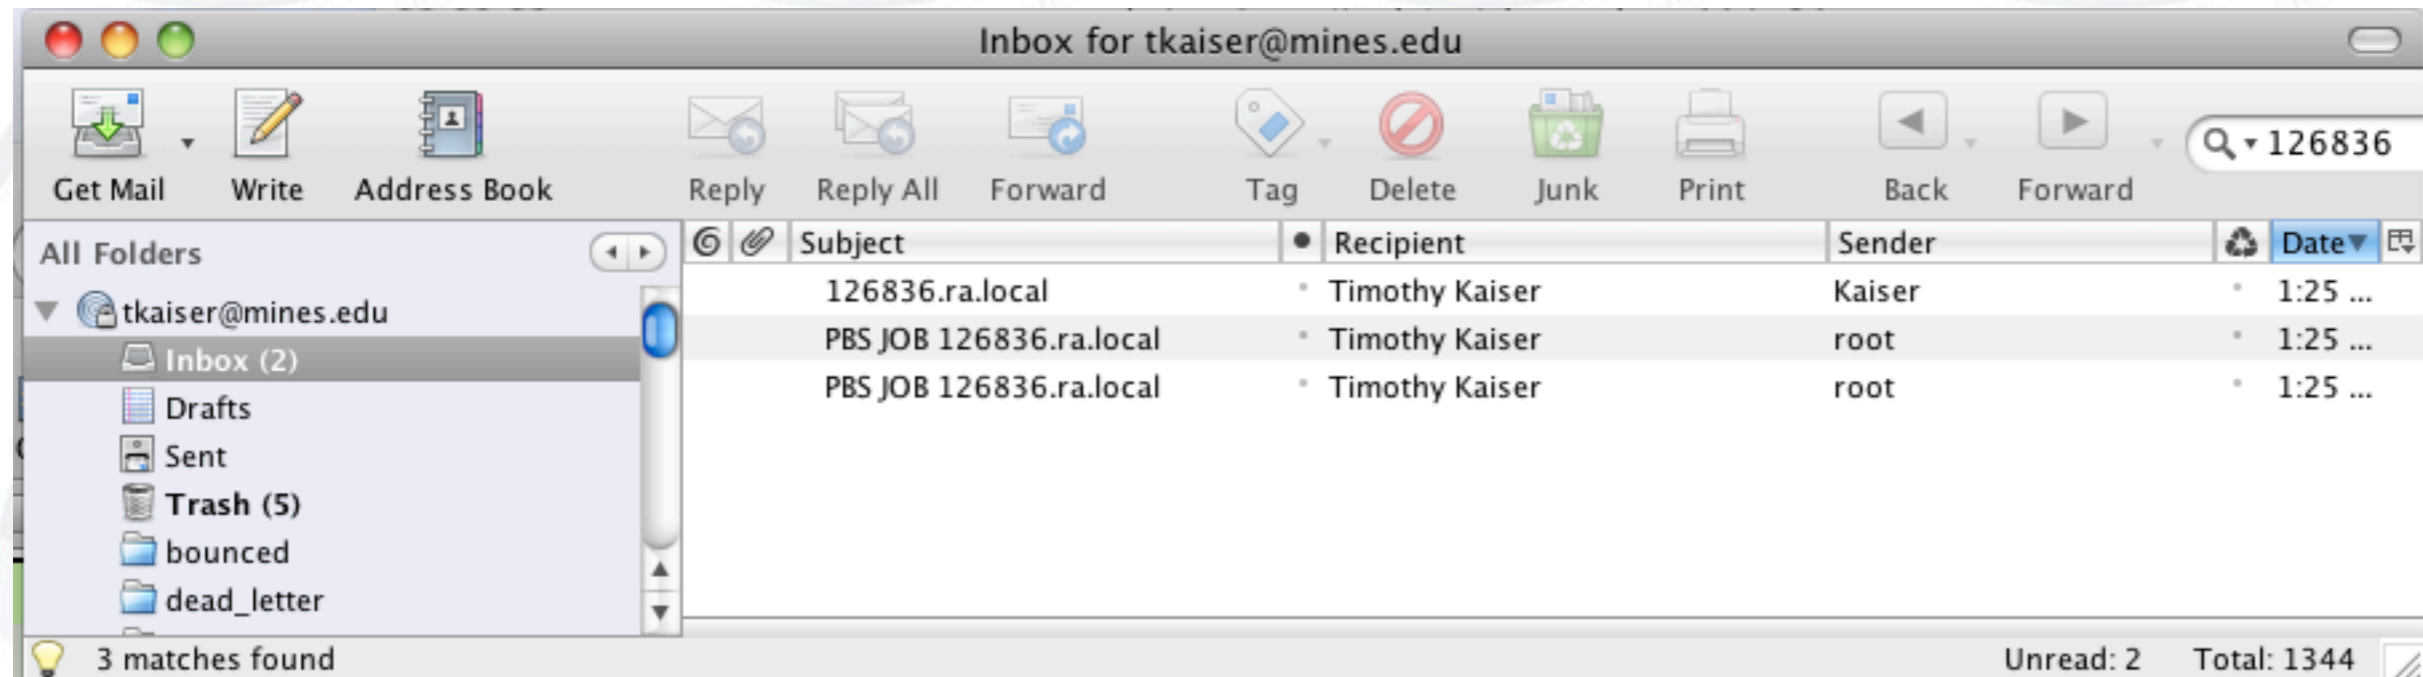 Inbox for tkaiser@mines.edu
Get Mail Write Address Book Reply Reply All Forward Tag Delete Junk Print Back Forward 126836
All Folders Subject Recipient Sender Date
tkaiser@mines.edu
Inbox (2)
Drafts
Sent
Trash (5)
bounced
dead_letter
126836.ra.local Timothy Kaiser Kaiser 1:25 ...
PBS JOB 126836.ra.local Timothy Kaiser root 1:25 ...
PBS JOB 126836.ra.local Timothy Kaiser root 1:25 ...
3 matches found Unread: 2 Total: 1344